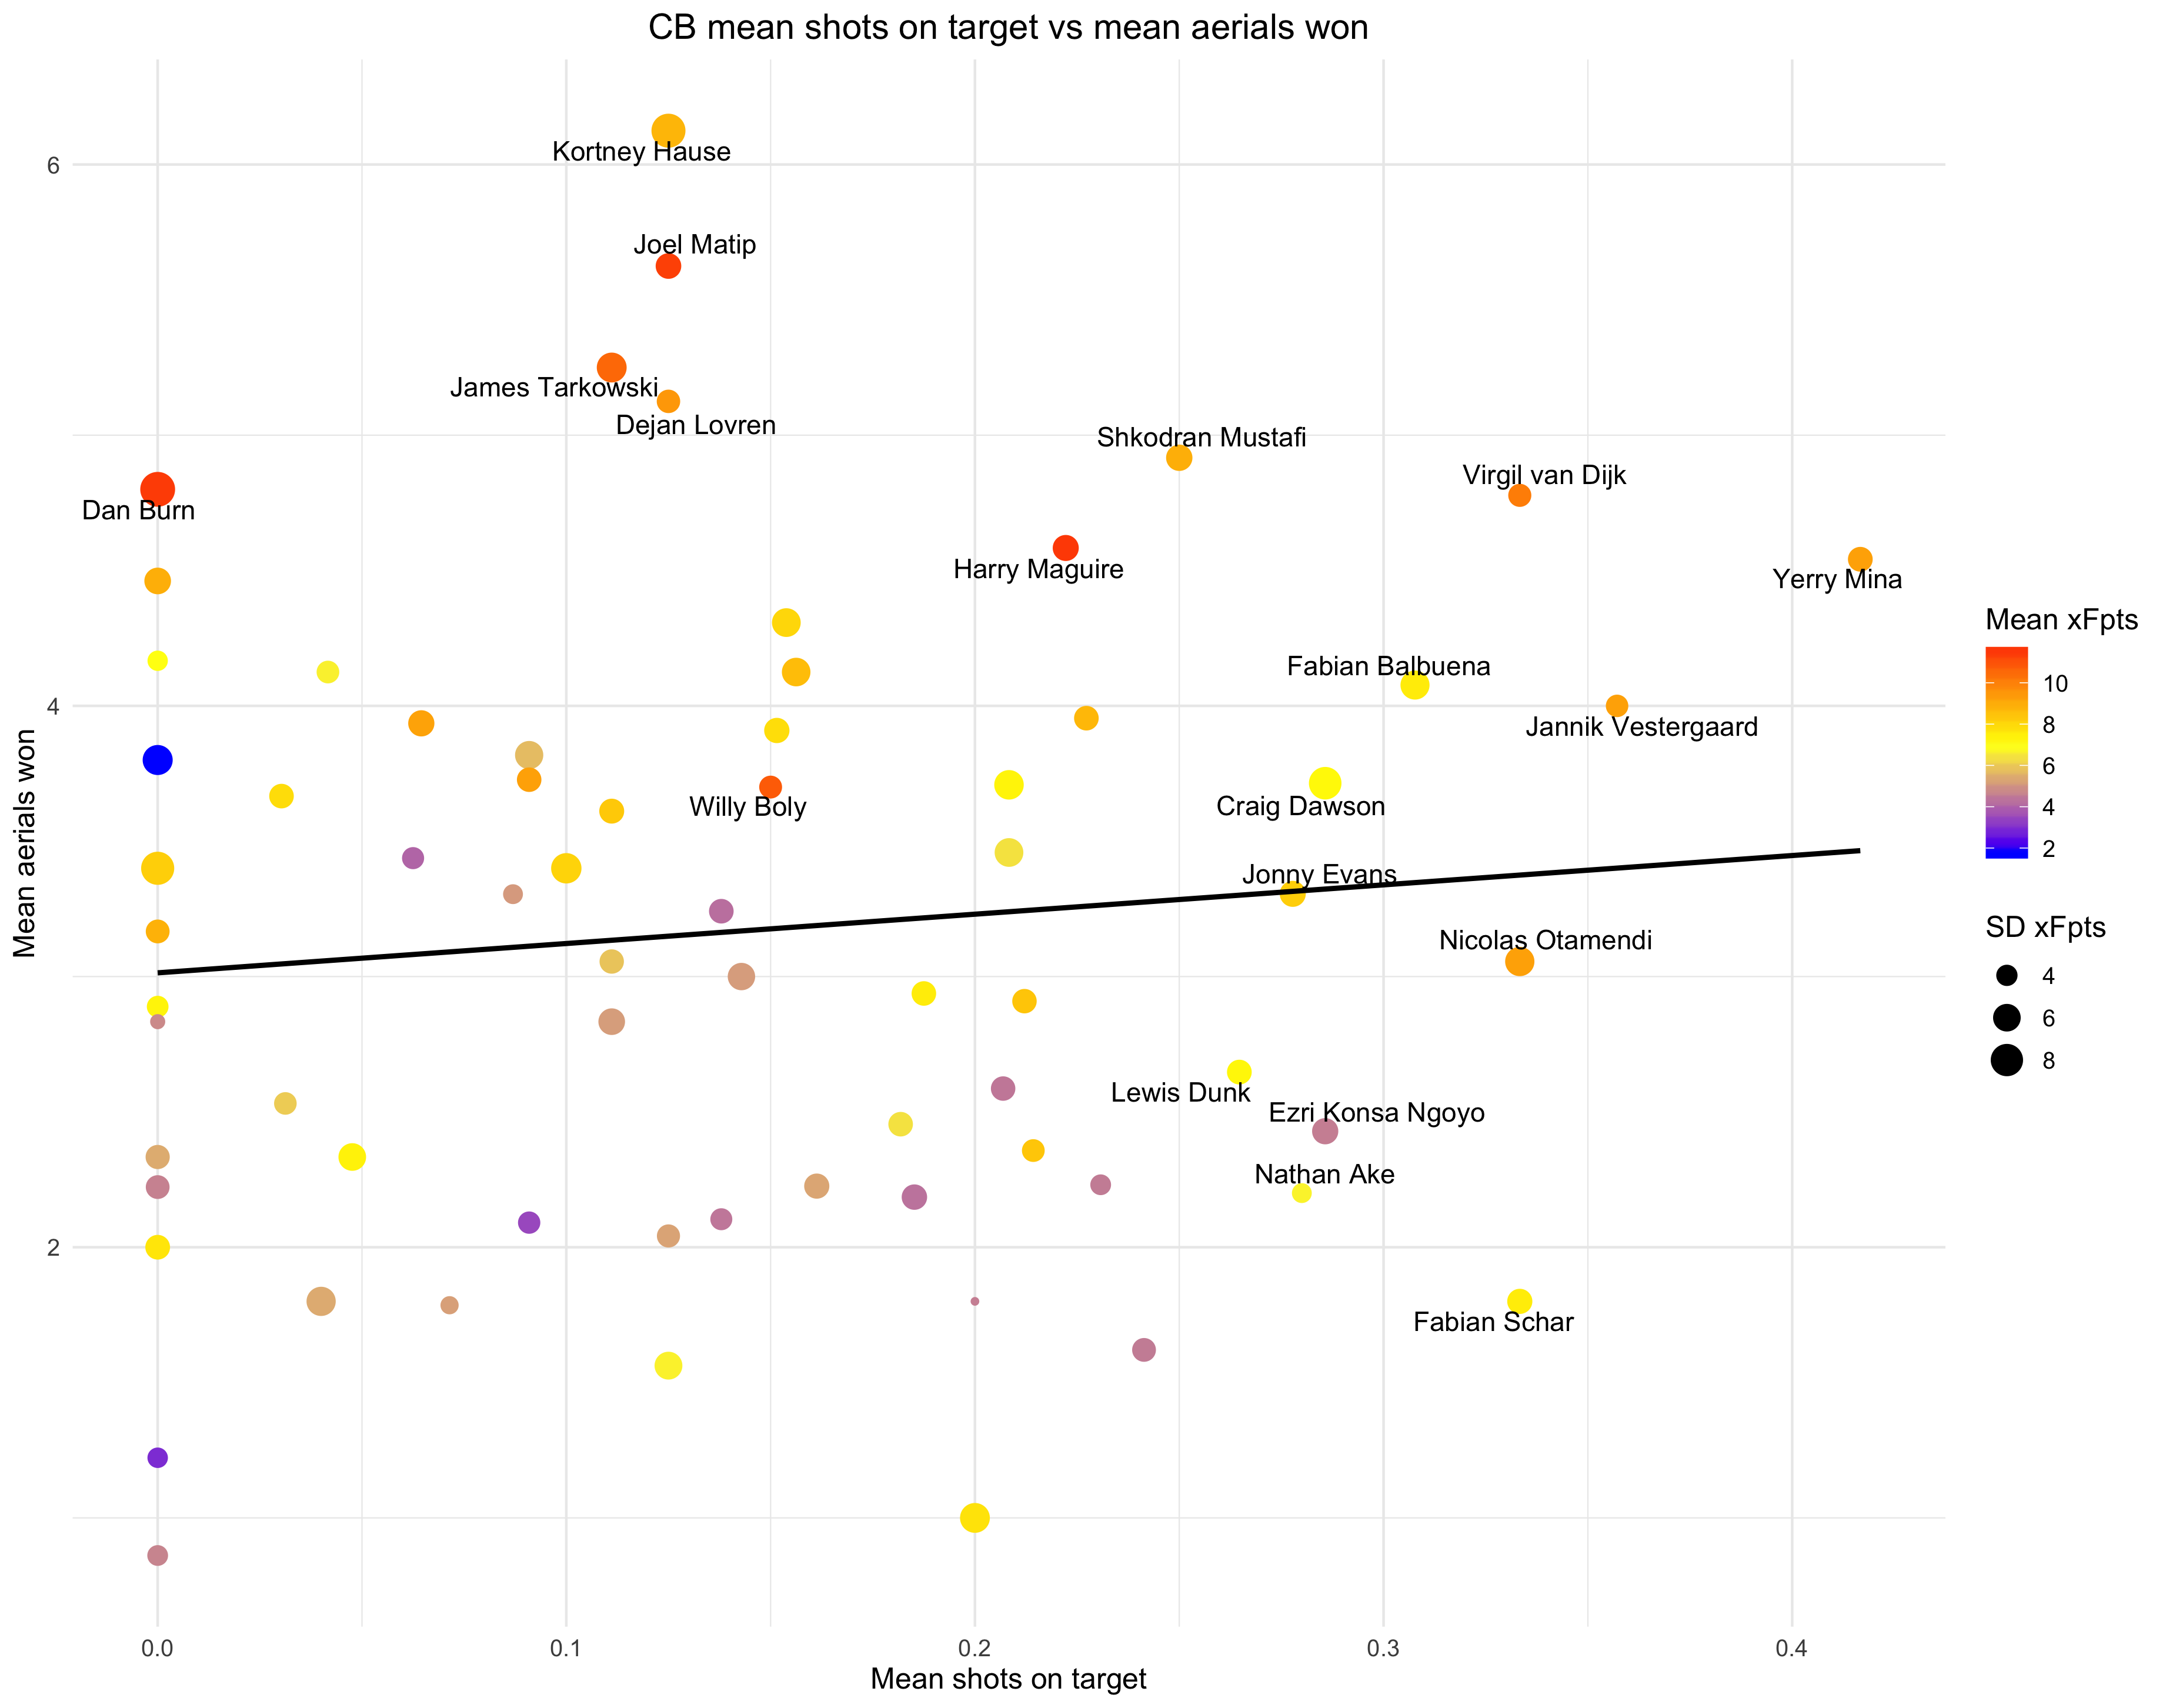 CB mean shots on target vs mean aerials won
Kortney Hause
Joel Matip
James Tarkowski
Dejan Lovren
Shkodran Mustafi
Virgil van Dijk
Dan Burn
Harry Maguire
Yerry Mina
Fabian Balbuena
Jannik Vestergaard
Willy Boly
Craig Dawson
Jonny Evans
Nicolas Otamendi
Lewis Dunk
Ezri Konsa Ngoyo
Nathan Ake
Fabian Schar
6
4
2
Mean aerials won
0.0
0.1
0.2
0.3
0.4
Mean shots on target
Mean xFpts
10
8
6
4
2
SD xFpts
4
6
8